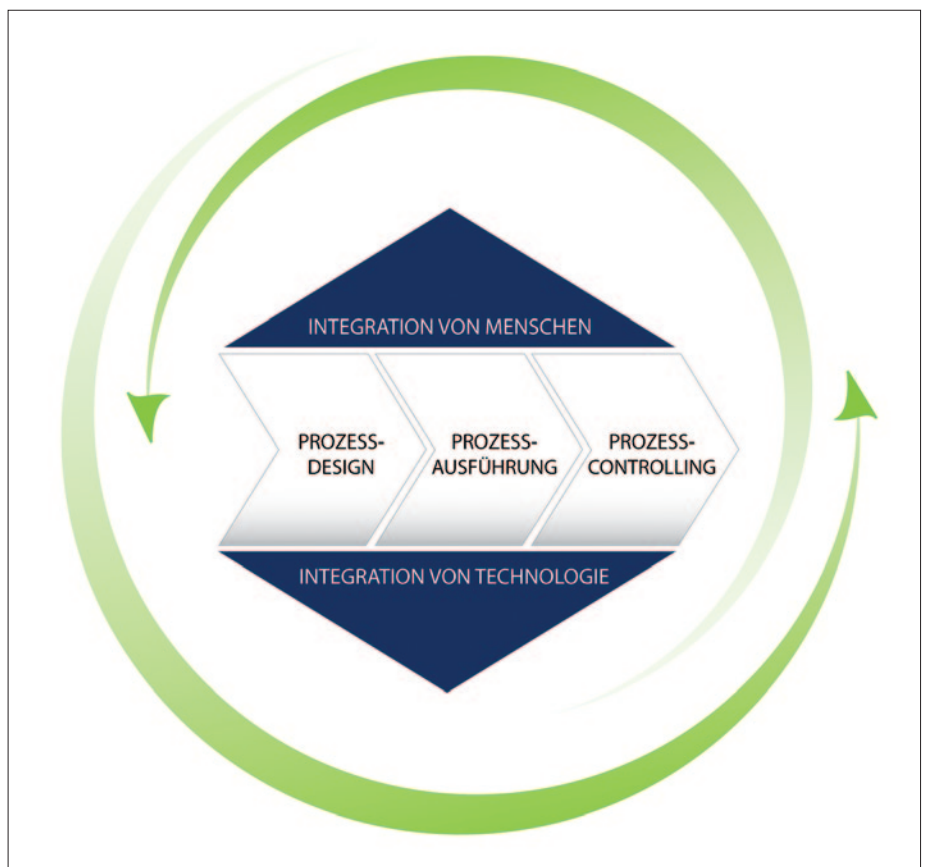 INTEGRATION VON MENSCHEN
PROZESS-
DESIGN
PROZESS-
AUSFÜHRUNG
PROZESS-
CONTROLLING
INTEGRATION VON TECHNOLOGIE